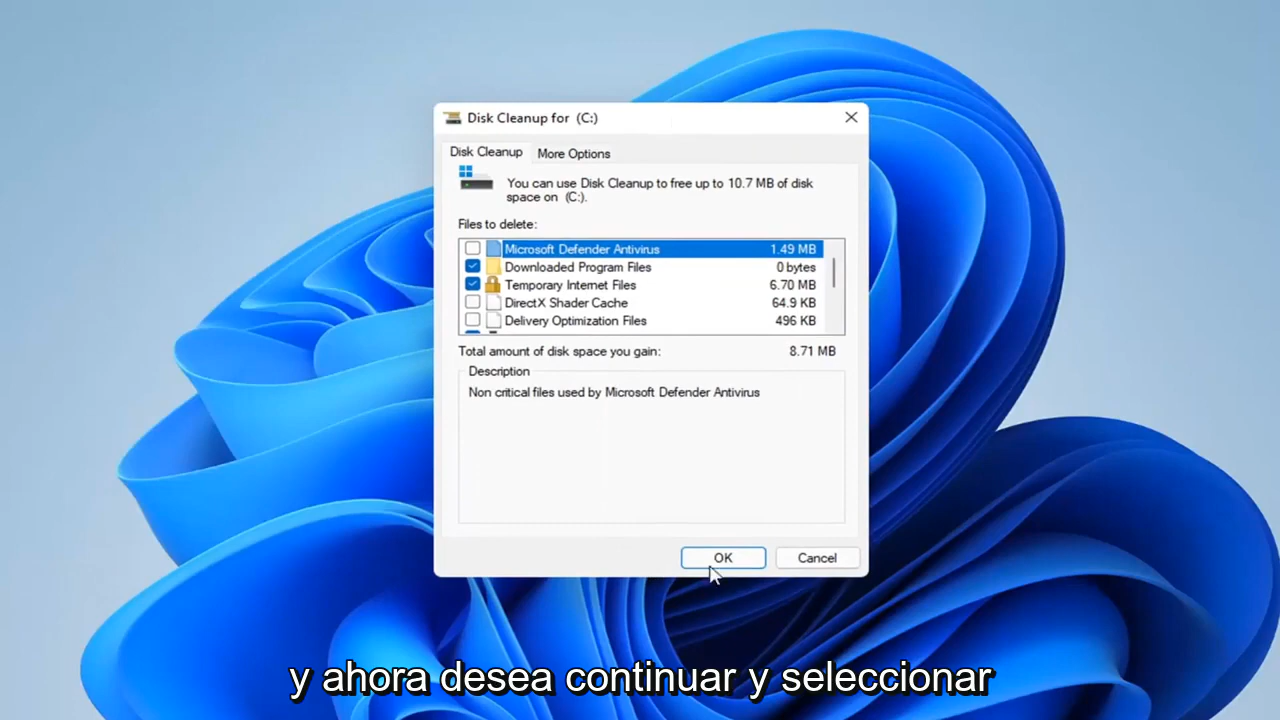 Disk Cleanup for (C:)
Disk Cleanup
More Options
You can use Disk Cleanup to free up to 10.7 MB of disk
space on (C:).
Files to delete:
Microsoft Defender Antivirus 1.49 MB
Downloaded Program Files 0 bytes
Temporary Internet Files 6.70 MB
DirectX Shader Cache 64.9 KB
Delivery Optimization Files 496 KB
Total amount of disk space you gain: 8.71 MB
Description
Non critical files used by Microsoft Defender Antivirus
OK
Cancel
y ahora desea continuar y seleccionar